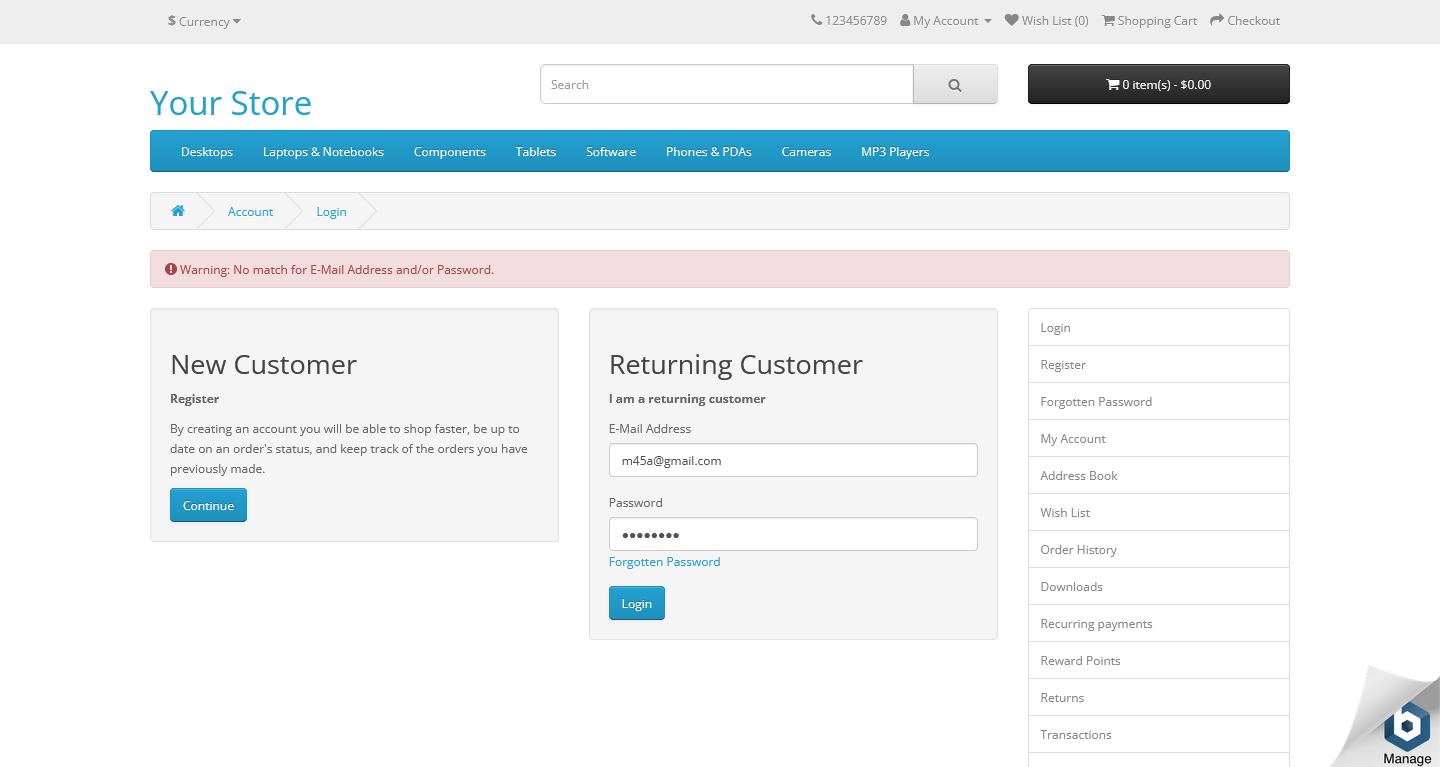 $ Currency
123456789 My Account Wish List (0) Shopping Cart Checkout
Your Store
Search
0 item(s) - $0.00
Desktops Laptops & Notebooks Components Tablets Software Phones & PDAs Cameras MP3 Players
Account Login
Warning: No match for E-Mail Address and/or Password.
New Customer
Register
By creating an account you will be able to shop faster, be up to
date on an order's status, and keep track of the orders you have
previously made.
Continue
Returning Customer
I am a returning customer
E-Mail Address
m45a@gmail.com
Password
••••••••
Forgotten Password
Login
Login
Register
Forgotten Password
My Account
Address Book
Wish List
Order History
Downloads
Recurring payments
Reward Points
Returns
Transactions
Manage